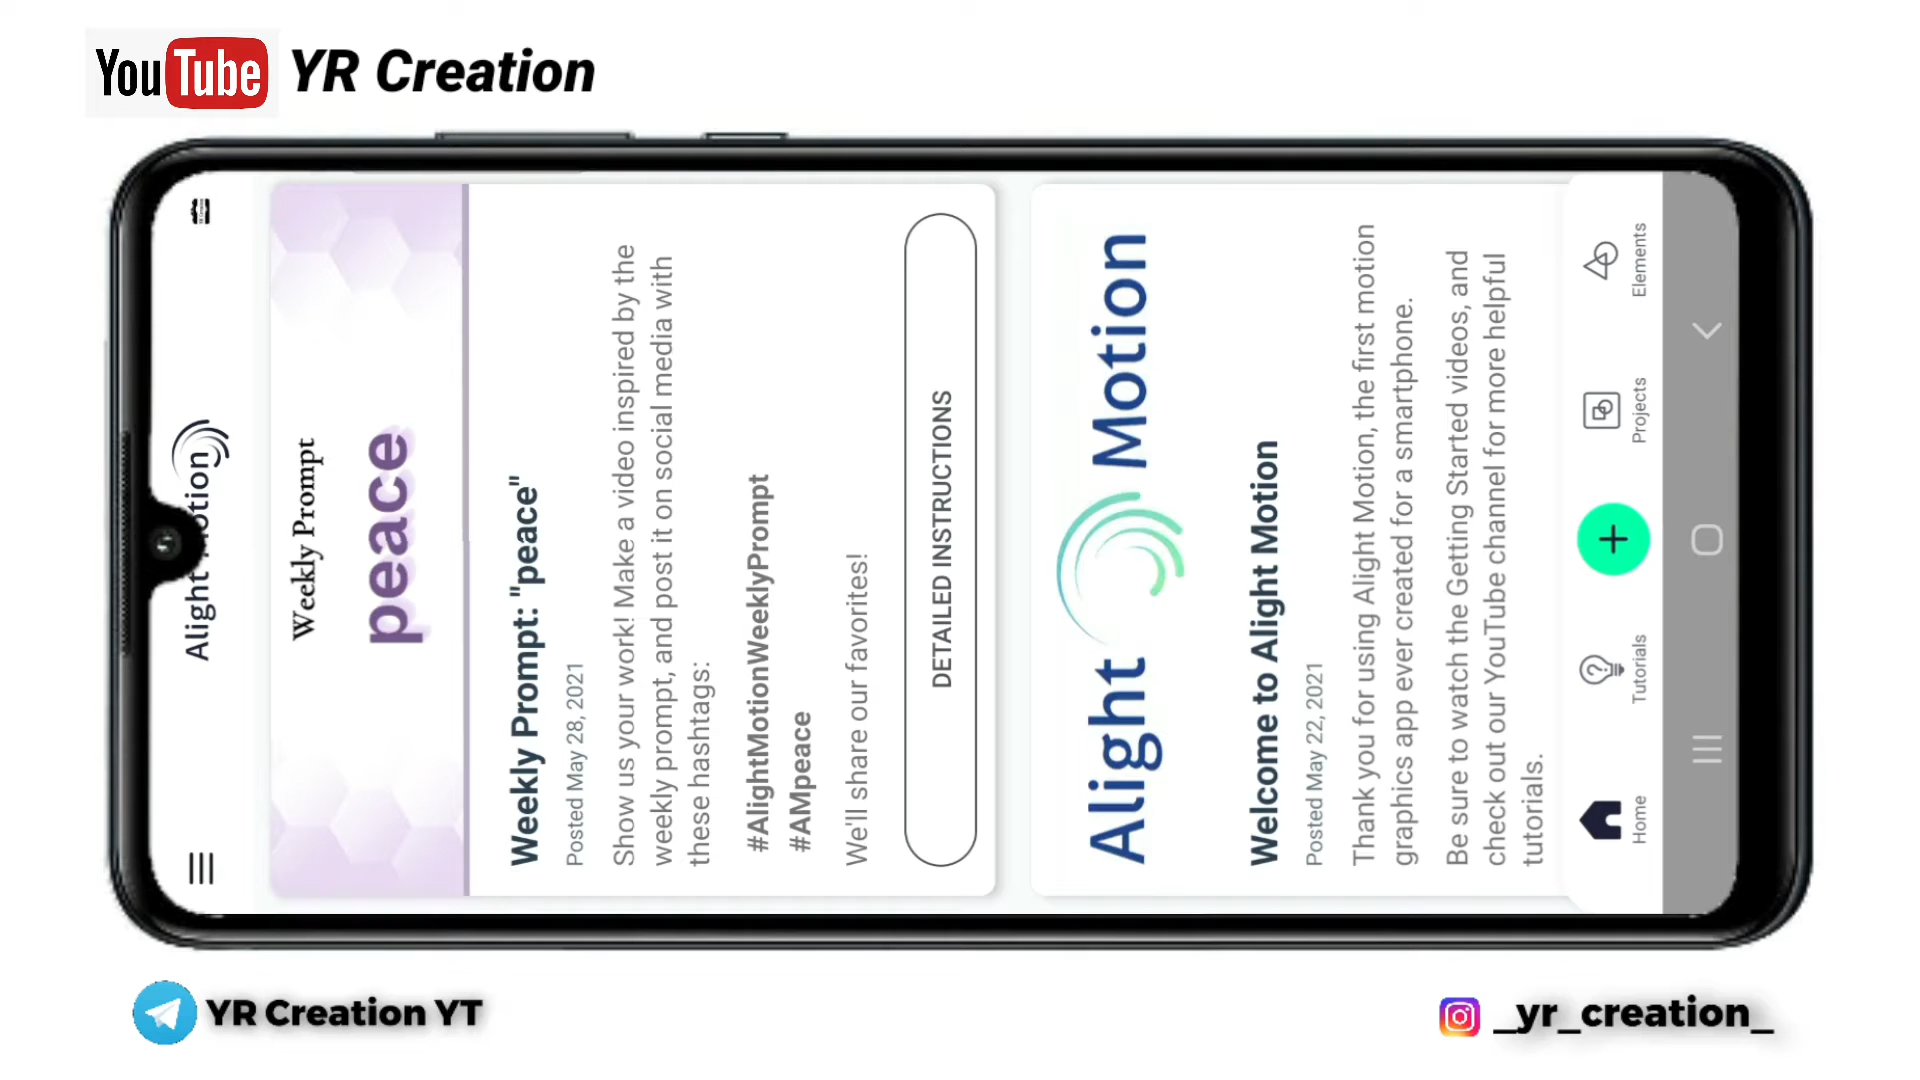 YouTube YR Creation
Alight Motion
Weekly Prompt
peace
Weekly Prompt: "peace"
Posted May 28, 2021
Show us your work! Make a video inspired by the
weekly prompt, and post it on social media with
these hashtags:
#AlightMotionWeeklyPrompt
#AMpeace
We'll share our favorites!
DETAILED INSTRUCTIONS
Alight Motion
Welcome to Alight Motion
Posted May 22, 2021
Thank you for using Alight Motion, the first motion
graphics app ever created for a smartphone.
Be sure to watch the Getting Started videos, and
check out our YouTube channel for more helpful
tutorials.
Home
Tutorials
Projects
Elements
YR Creation YT
_yr_creation_